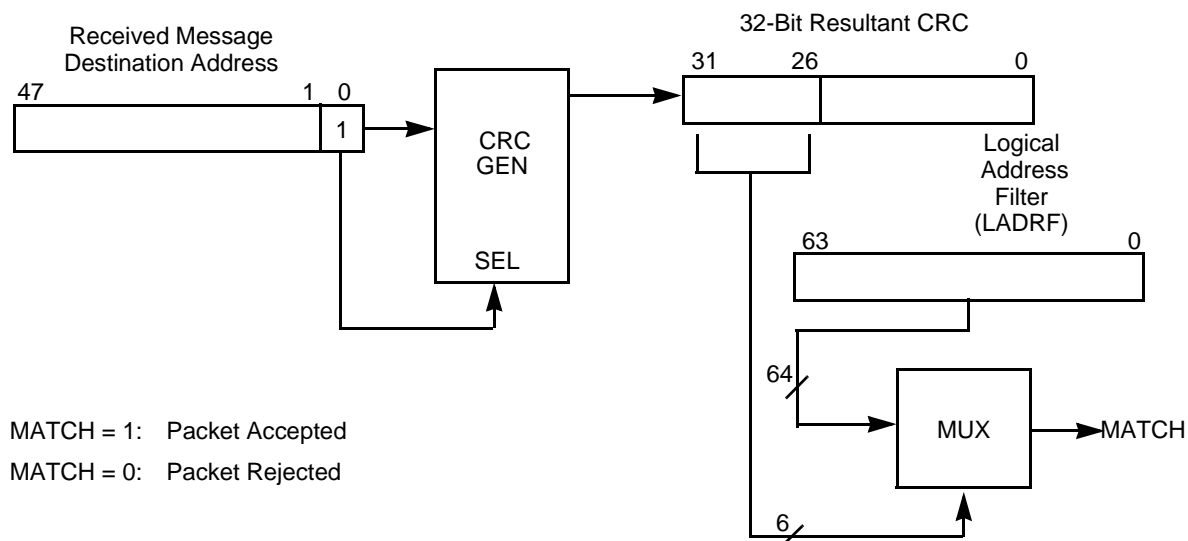 Received Message
Destination Address
47 1 0
1
CRC
GEN
SEL
32-Bit Resultant CRC
31 26 0
Logical
Address
Filter
(LADRF)
63 0
64
MUX
MATCH
6
MATCH = 1: Packet Accepted
MATCH = 0: Packet Rejected